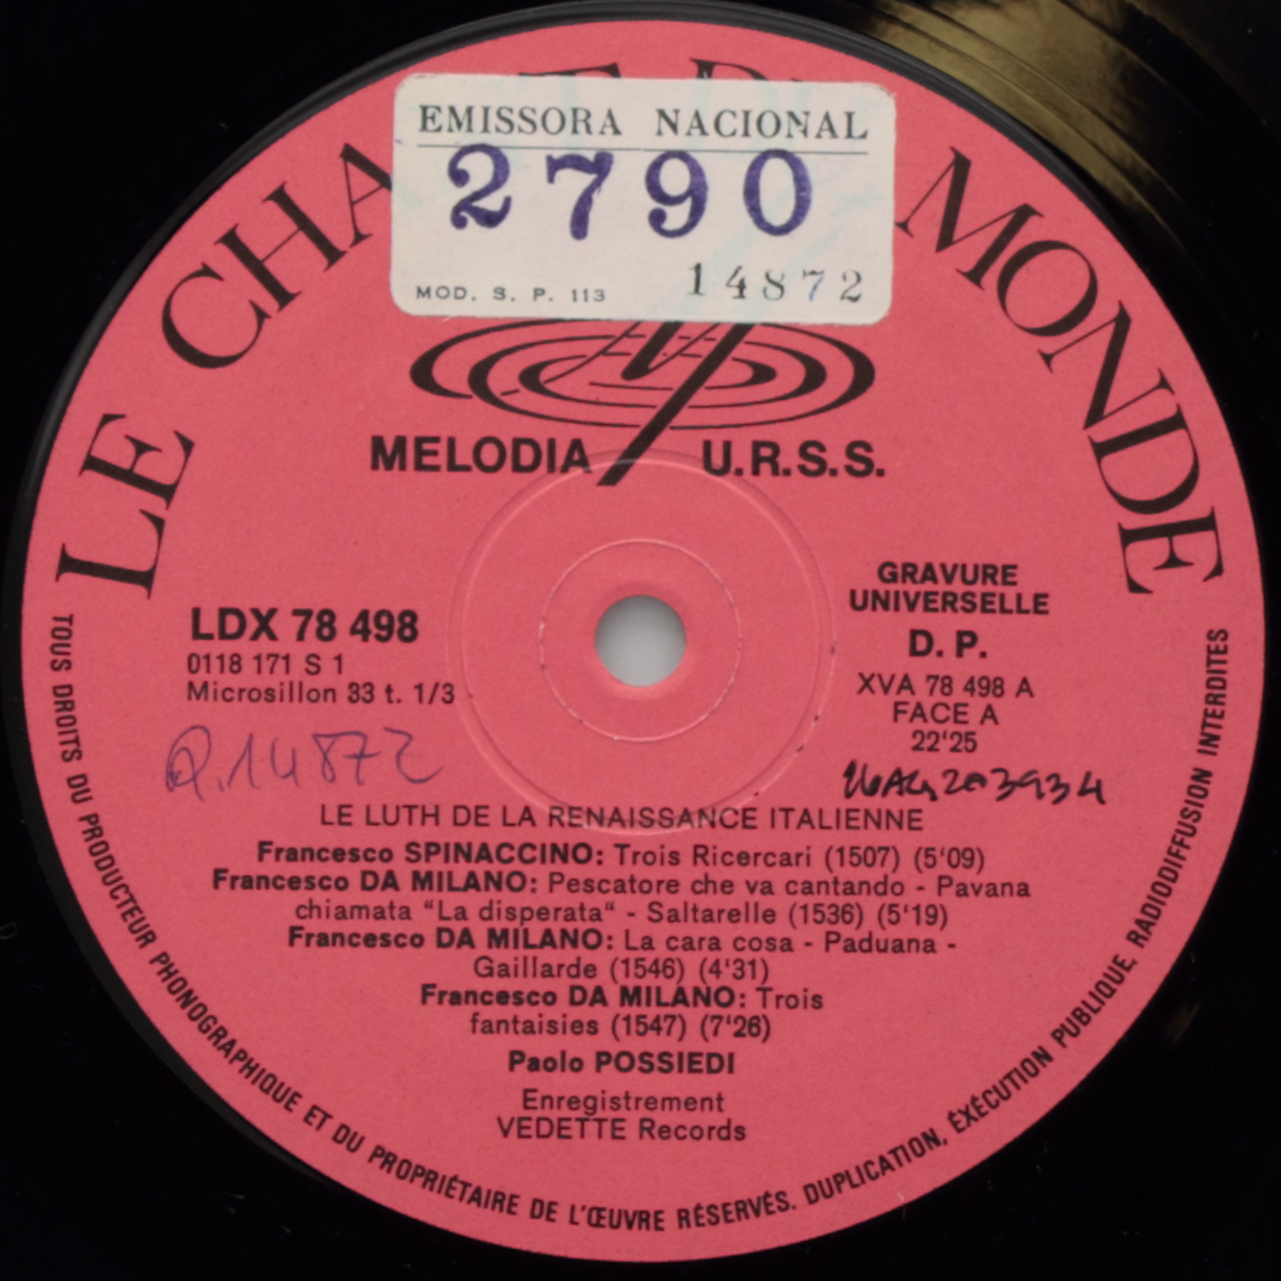 LE CHA
MONDE
EMISSORA NACIONAL
2790
MOD. S. P. 113 14872
MELODIA U.R.S.S.
GRAVURE
UNIVERSELLE
D. P.
XVA 78 498 A
FACE A
22'25
LDX 78 498
0118 171 S 1
Microsillon 33 t. 1/3
14872
LE LUTH DE LA RENAISSANCE ITALIENNE
Francesco SPINACCINO: Trois Ricercari (1507) (5'09)
Francesco DA MILANO: Pescatore che va cantando - Pavana
chiamata "La disperata" - Saltarelle (1536) (5'19)
Francesco DA MILANO: La cara cosa - Paduana -
Gaillarde (1546) (4'31)
Francesco DA MILANO: Trois
fantaisies (1547) (7'26)
Paolo POSSIEDI
Enregistrement
VEDETTE Records
TOUS DROITS DU PRODUCTEUR PHONOGRAPHIQUE ET DU PROPRIÉTAIRE DE L'ŒUVRE RÉSERVÉS. DUPLICATION, ÉXÉCUTION PUBLIQUE RADIODIFFUSION INTERDITES